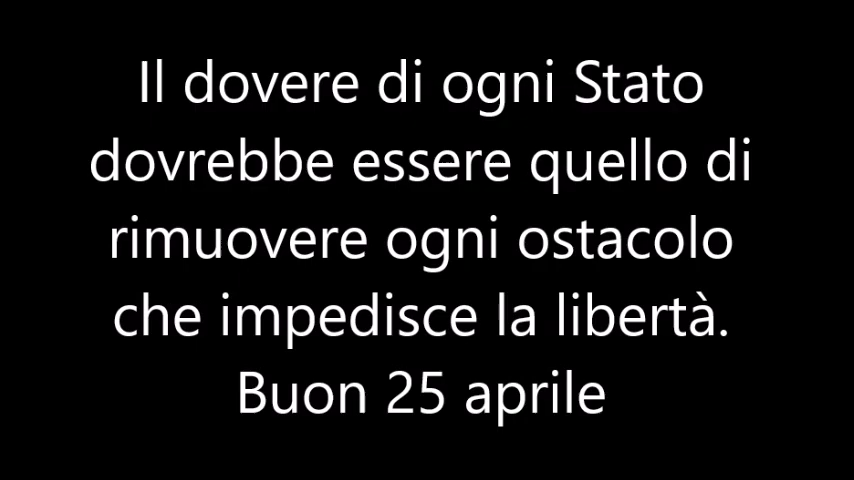 Il dovere di ogni Stato
dovrebbe essere quello di
rimuovere ogni ostacolo
che impedisce la libertà.
Buon 25 aprile